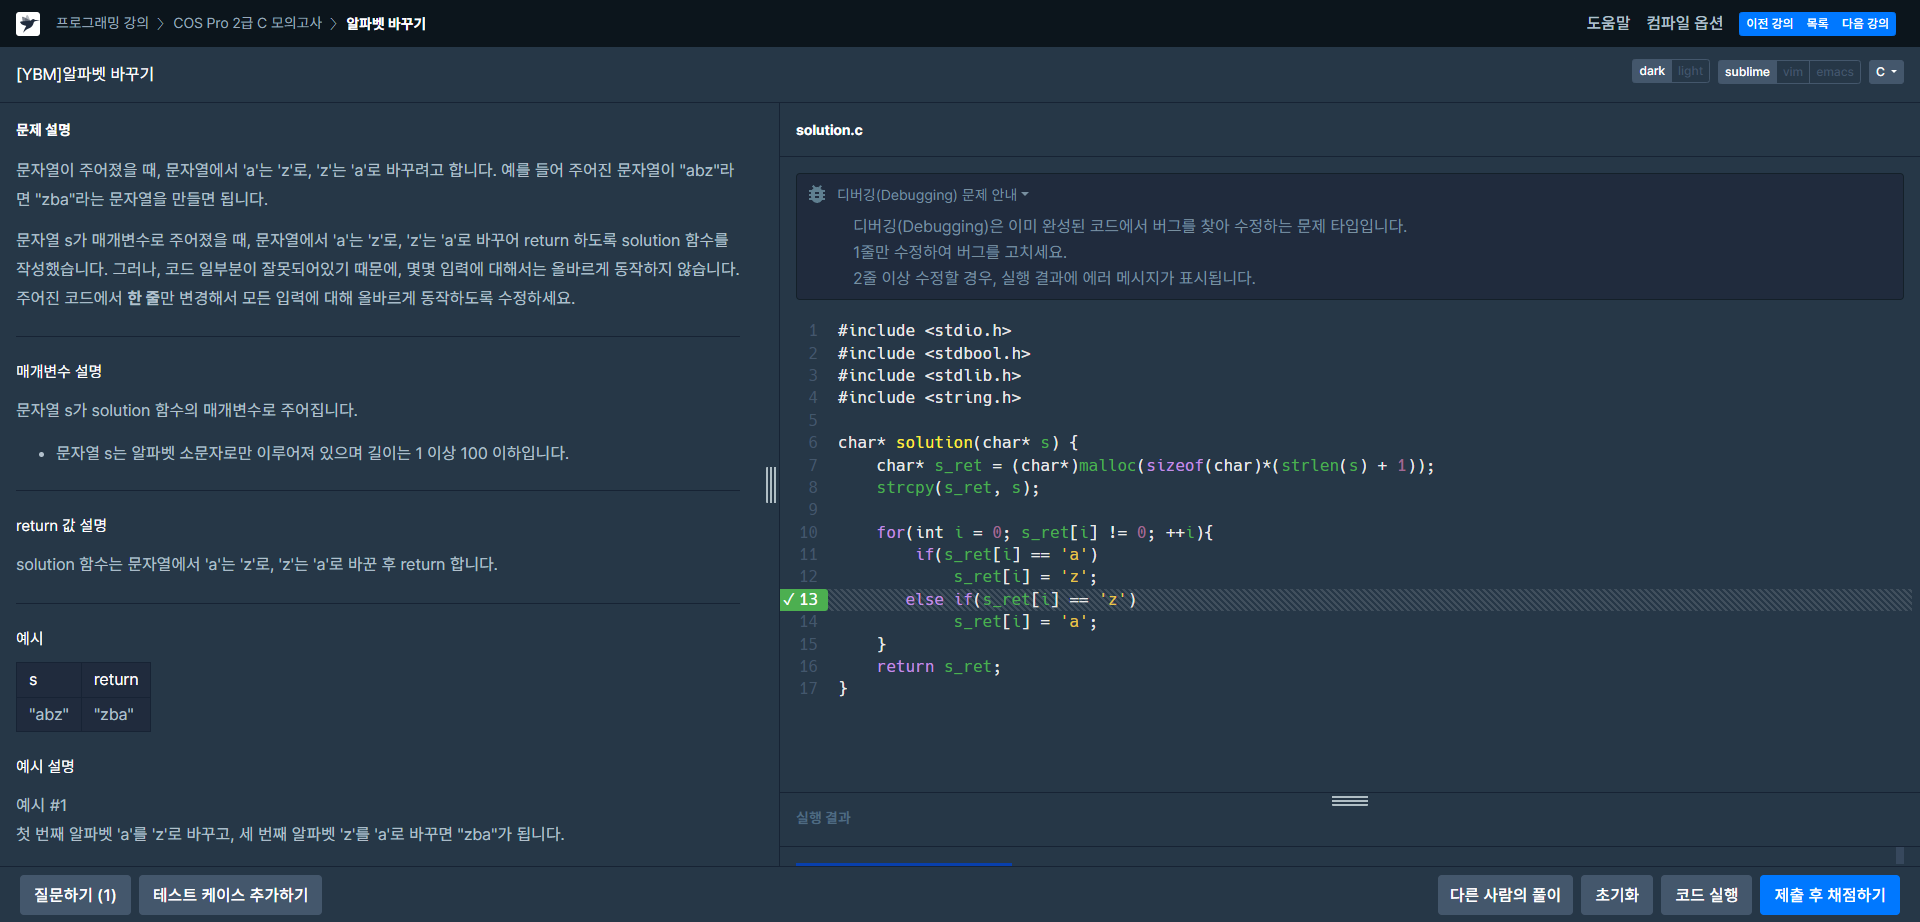 프로그래밍 강의 > COS Pro 2급 C 모의고사 > 알파벳 바꾸기
도움말 컴파일 옵션 이전 강의 목록 다음 강의
[YBM]알파벳 바꾸기
dark light sublime vim emacs C
문제 설명
문자열이 주어졌을 때, 문자열에서 'a'는 'z'로, 'z'는 'a'로 바꾸려고 합니다. 예를 들어 주어진 문자열이 "abz"라
면 "zba"라는 문자열을 만들면 됩니다.
문자열 s가 매개변수로 주어졌을 때, 문자열에서 'a'는 'z'로, 'z'는 'a'로 바꾸어 return 하도록 solution 함수를
작성했습니다. 그러나, 코드 일부분이 잘못되어있기 때문에, 몇몇 입력에 대해서는 올바르게 동작하지 않습니다.
주어진 코드에서 한 줄만 변경해서 모든 입력에 대해 올바르게 동작하도록 수정하세요.
매개변수 설명
문자열 s가 solution 함수의 매개변수로 주어집니다.
• 문자열 s는 알파벳 소문자로만 이루어져 있으며 길이는 1 이상 100 이하입니다.
return 값 설명
solution 함수는 문자열에서 'a'는 'z'로, 'z'는 'a'로 바꾼 후 return 합니다.
예시
s return
"abz" "zba"
예시 설명
예시 #1
첫 번째 알파벳 'a'를 'z'로 바꾸고, 세 번째 알파벳 'z'를 'a'로 바꾸면 "zba"가 됩니다.
solution.c
디버깅(Debugging) 문제 안내
디버깅(Debugging)은 이미 완성된 코드에서 버그를 찾아 수정하는 문제 타입입니다.
1줄만 수정하여 버그를 고치세요.
2줄 이상 수정할 경우, 실행 결과에 에러 메시지가 표시됩니다.
1 #include <stdio.h>
2 #include <stdbool.h>
3 #include <stdlib.h>
4 #include <string.h>
5
6 char* solution(char* s) {
7     char* s_ret = (char*)malloc(sizeof(char)*(strlen(s) + 1));
8     strcpy(s_ret, s);
9
10     for(int i = 0; s_ret[i] != 0; ++i){
11         if(s_ret[i] == 'a')
12             s_ret[i] = 'z';
✓ 13        else if(s_ret[i] == 'z')
14             s_ret[i] = 'a';
15     }
16     return s_ret;
17 }
실행 결과
질문하기 (1) 테스트 케이스 추가하기 다른 사람의 풀이 초기화 코드 실행 제출 후 채점하기